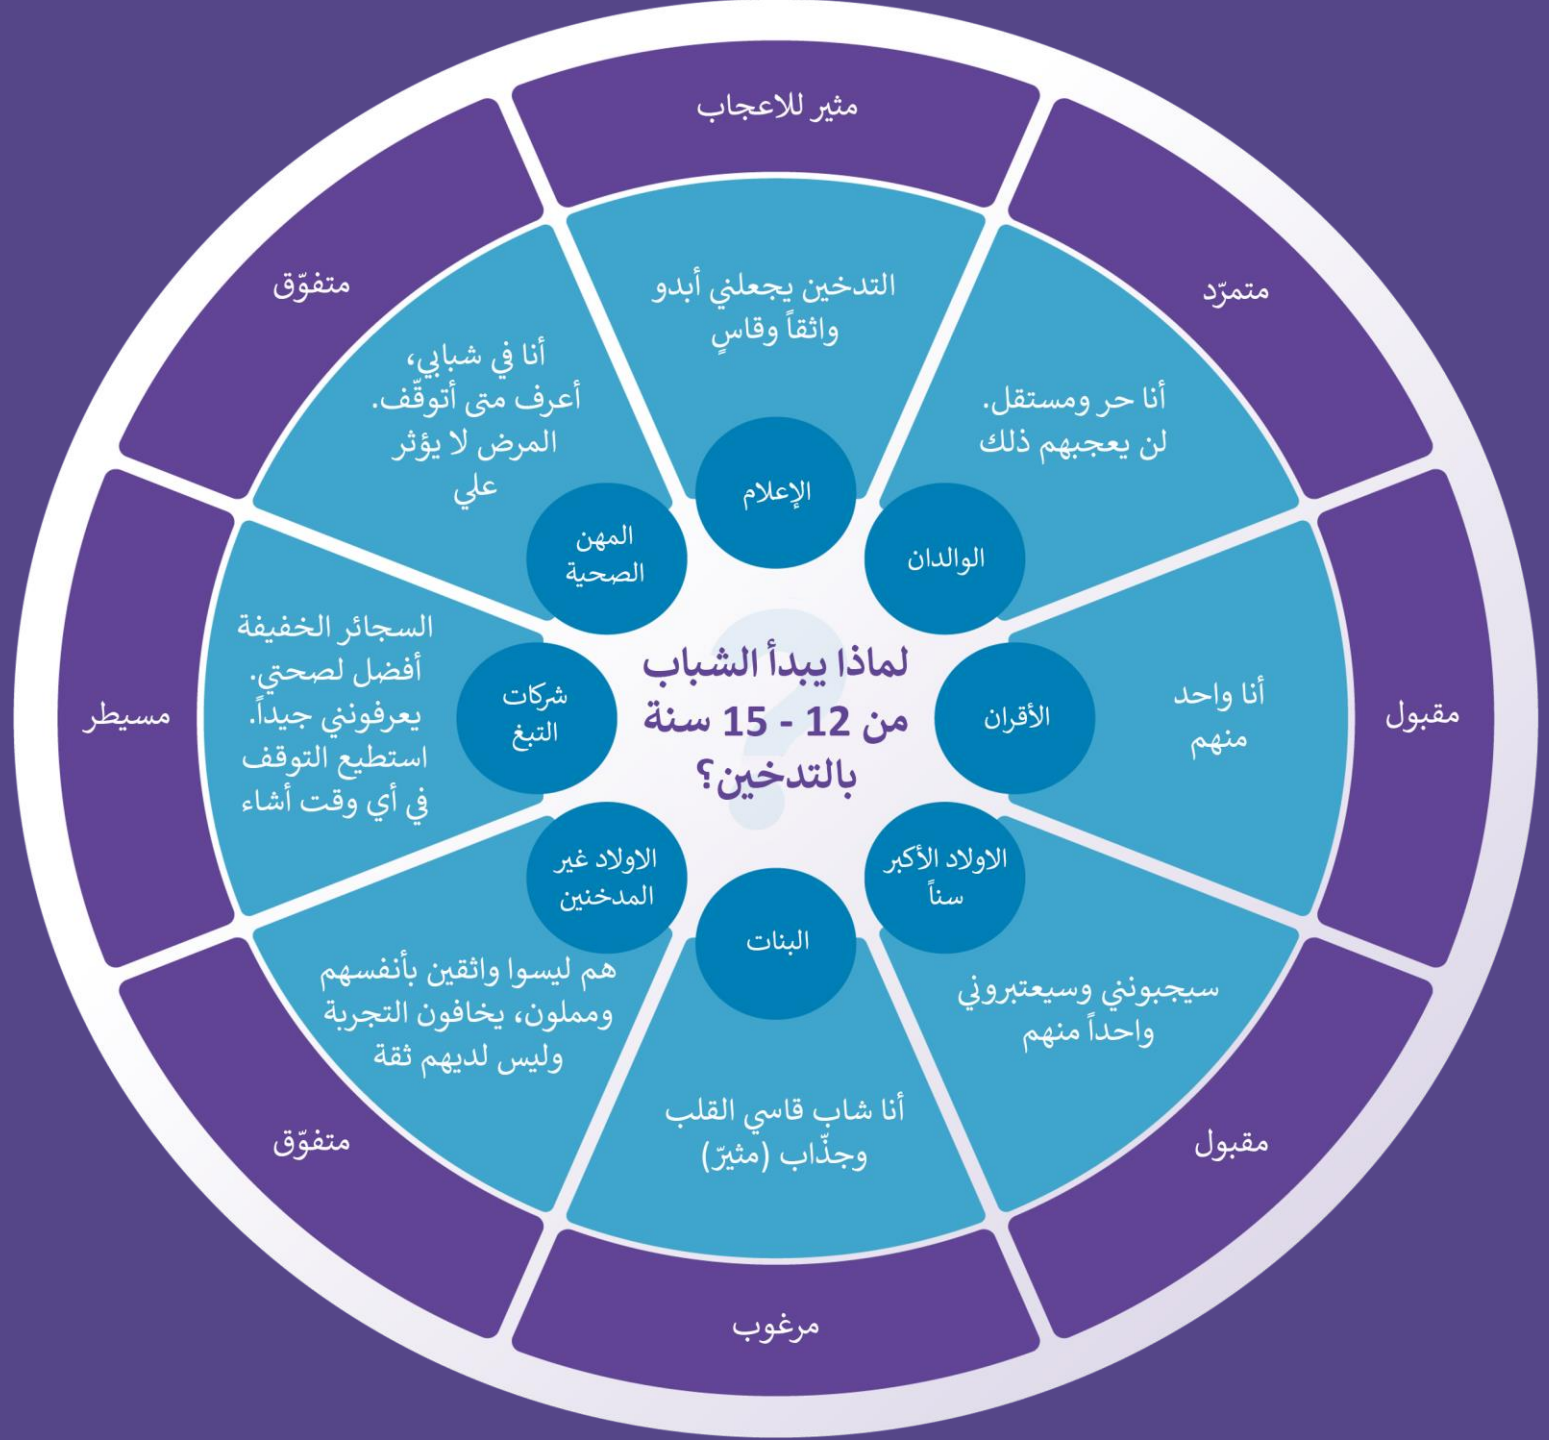 لماذا يبدأ الشباب
من 12 - 15 سنة
بالتدخين؟
مثير للاعجاب
التدخين يجعلني أبدو
واثقاً وقاسٍ
الإعلام
متمرّد
أنا حر ومستقل.
لن يعجبهم ذلك
الوالدان
مقبول
أنا واحد
منهم
الأقران
مقبول
سيجبونني وسيعتبروني
واحداً منهم
الاولاد الأكبر
سناً
مرغوب
أنا شاب قاسي القلب
وجذّاب (مثيرّ)
البنات
متفوّق
هم ليسوا واثقين بأنفسهم
ومملون، يخافون التجربة
وليس لديهم ثقة
الاولاد غير
المدخنين
مسيطر
السجائر الخفيفة
أفضل لصحتي.
يعرفونني جيداً.
استطيع التوقف
في أي وقت أشاء
شركات
التبغ
متفوّق
أنا في شبابي،
أعرف متى أتوقّف.
المرض لا يؤثر
علي
المهن
الصحية